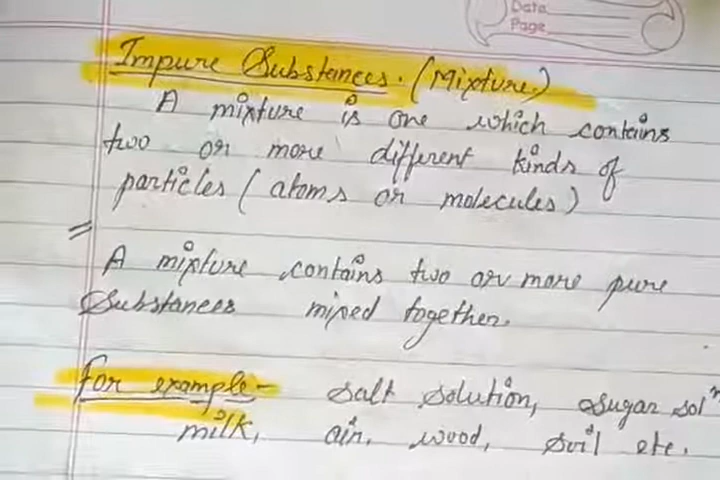 Date
Page
Impure Substances. (Mixture)
A mixture is one which contains
two or more different kinds of
particles (atoms or molecules)
= A mixture contains two or more pure
Substances mixed together.
For example- salt solution, sugar solⁿ
milk, air, wood, soil etc.